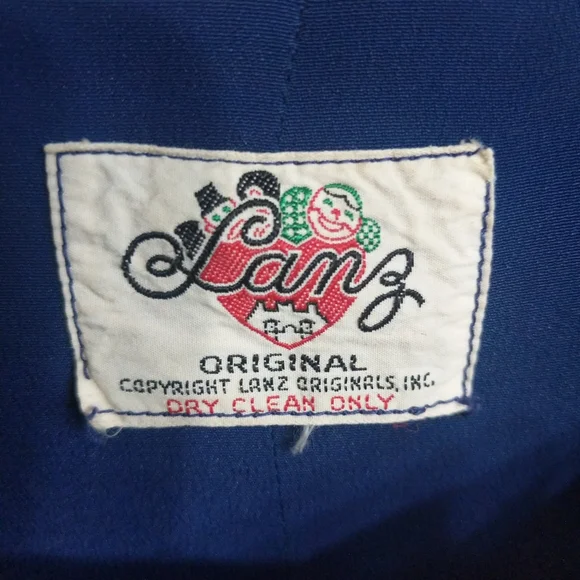 Lanz
ORIGINAL
COPYRIGHT LANZ ORIGINALS, INC.
DRY CLEAN ONLY